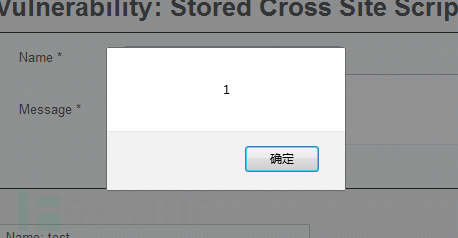 Vulnerability: Stored Cross Site Scrip
Name *
1
Message *
确定
Name: test